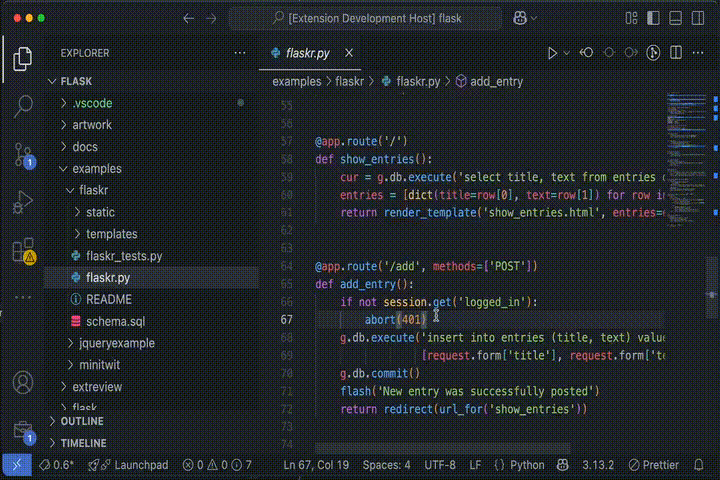 [Extension Development Host] flask
EXPLORER
FLASK
.vscode
artwork
docs
examples
flaskr
static
templates
flaskr_tests.py
flaskr.py
README
schema.sql
jqueryexample
minitwit
extreview
flask
OUTLINE
TIMELINE
1
1
flaskr.py
examples > flaskr > flaskr.py > add_entry
55
56
57 @app.route('/')
58 def show_entries():
59 cur = g.db.execute('select title, text from entries
60 entries = [dict(title=row[0], text=row[1]) for row
61 return render_template('show_entries.html', entries=
62
63
64 @app.route('/add', methods=['POST'])
65 def add_entry():
66 if not session.get('logged_in'):
67 abort(401)
68 g.db.execute('insert into entries (title, text)
69 [request.form['title'], request.form['
70 g.db.commit()
71 flash('New entry was successfully posted')
72 return redirect(url_for('show_entries'))
73
74
0.6* Launchpad 0 0 7 Ln 67, Col 19 Spaces: 4 UTF-8 LF {} Python 3.13.2 Prettier